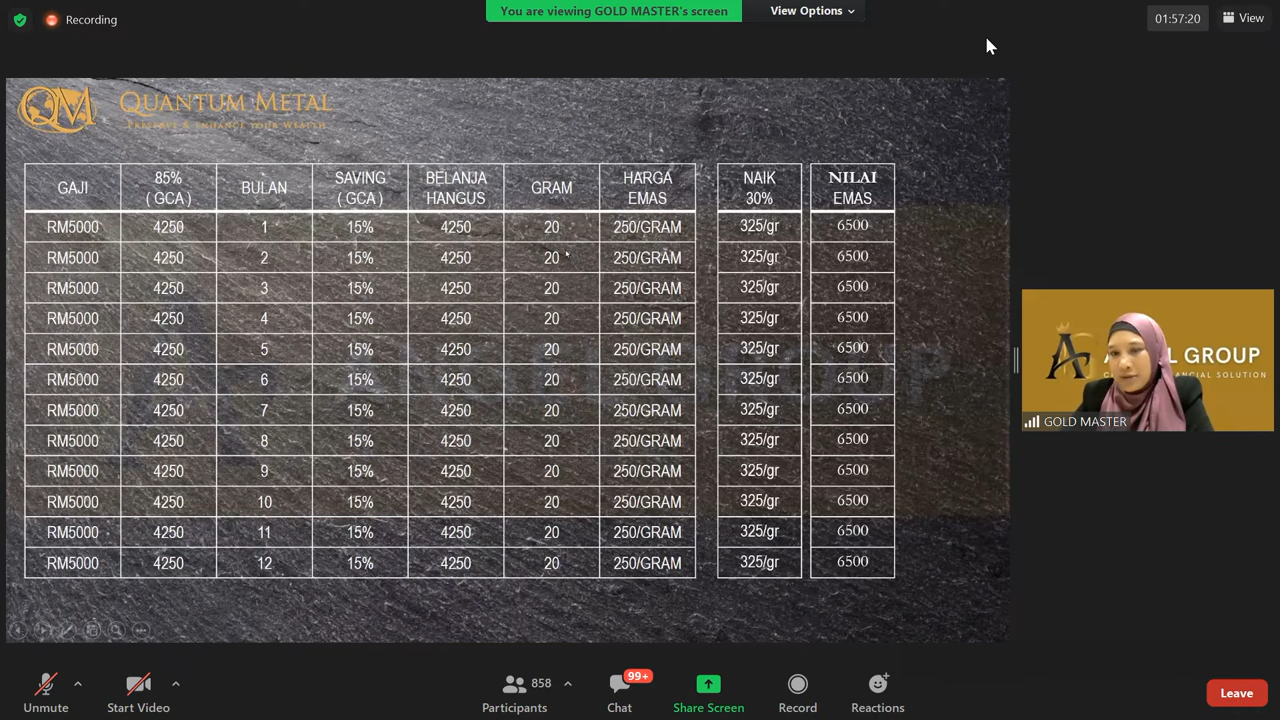 Recording
You are viewing GOLD MASTER's screen
View Options
01:57:20
View
QM QUANTUM METAL
PRESERVE & ENHANCE YOUR WEALTH
GAJI 85% ( GCA ) BULAN SAVING ( GCA ) BELANJA HANGUS GRAM HARGA EMAS NAIK 30% NILAI EMAS
RM5000 4250 1 15% 4250 20 250/GRAM 325/gr 6500
RM5000 4250 2 15% 4250 20 250/GRAM 325/gr 6500
RM5000 4250 3 15% 4250 20 250/GRAM 325/gr 6500
RM5000 4250 4 15% 4250 20 250/GRAM 325/gr 6500
RM5000 4250 5 15% 4250 20 250/GRAM 325/gr 6500
RM5000 4250 6 15% 4250 20 250/GRAM 325/gr 6500
RM5000 4250 7 15% 4250 20 250/GRAM 325/gr 6500
RM5000 4250 8 15% 4250 20 250/GRAM 325/gr 6500
RM5000 4250 9 15% 4250 20 250/GRAM 325/gr 6500
RM5000 4250 10 15% 4250 20 250/GRAM 325/gr 6500
RM5000 4250 11 15% 4250 20 250/GRAM 325/gr 6500
RM5000 4250 12 15% 4250 20 250/GRAM 325/gr 6500
GROUP
SOLUTION
GOLD MASTER
Unmute
Start Video
858
Participants
99+
Chat
Share Screen
Record
Reactions
Leave